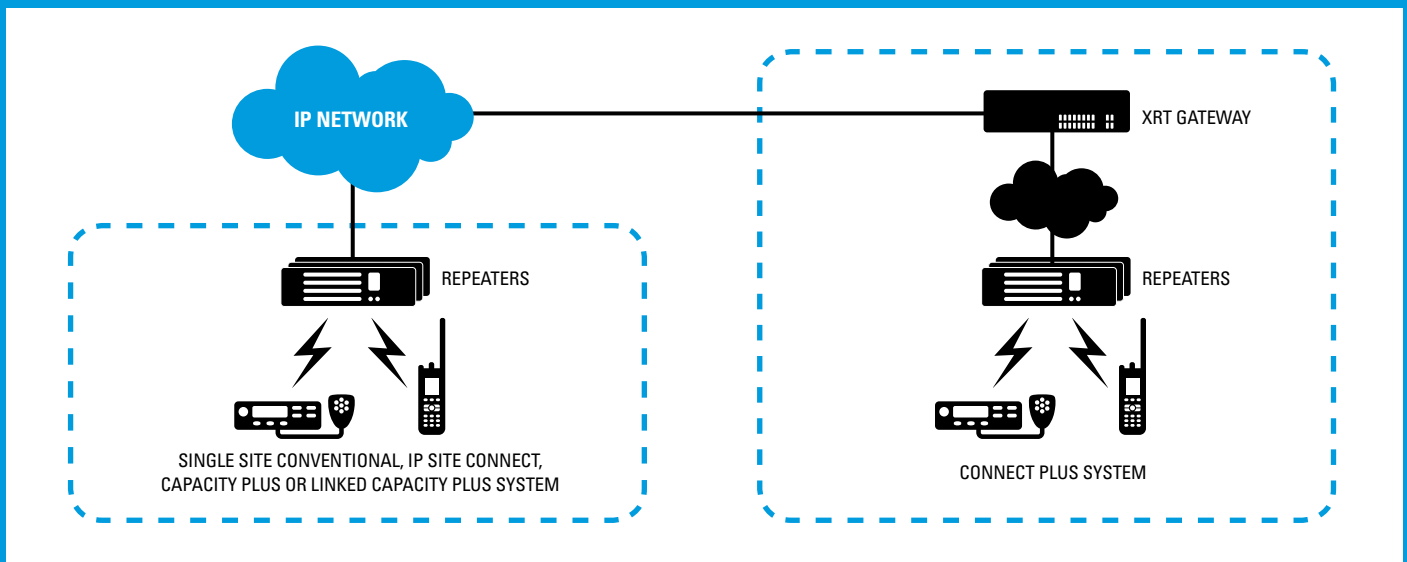 IP NETWORK
XRT GATEWAY
REPEATERS
REPEATERS
SINGLE SITE CONVENTIONAL, IP SITE CONNECT,
CAPACITY PLUS OR LINKED CAPACITY PLUS SYSTEM
CONNECT PLUS SYSTEM